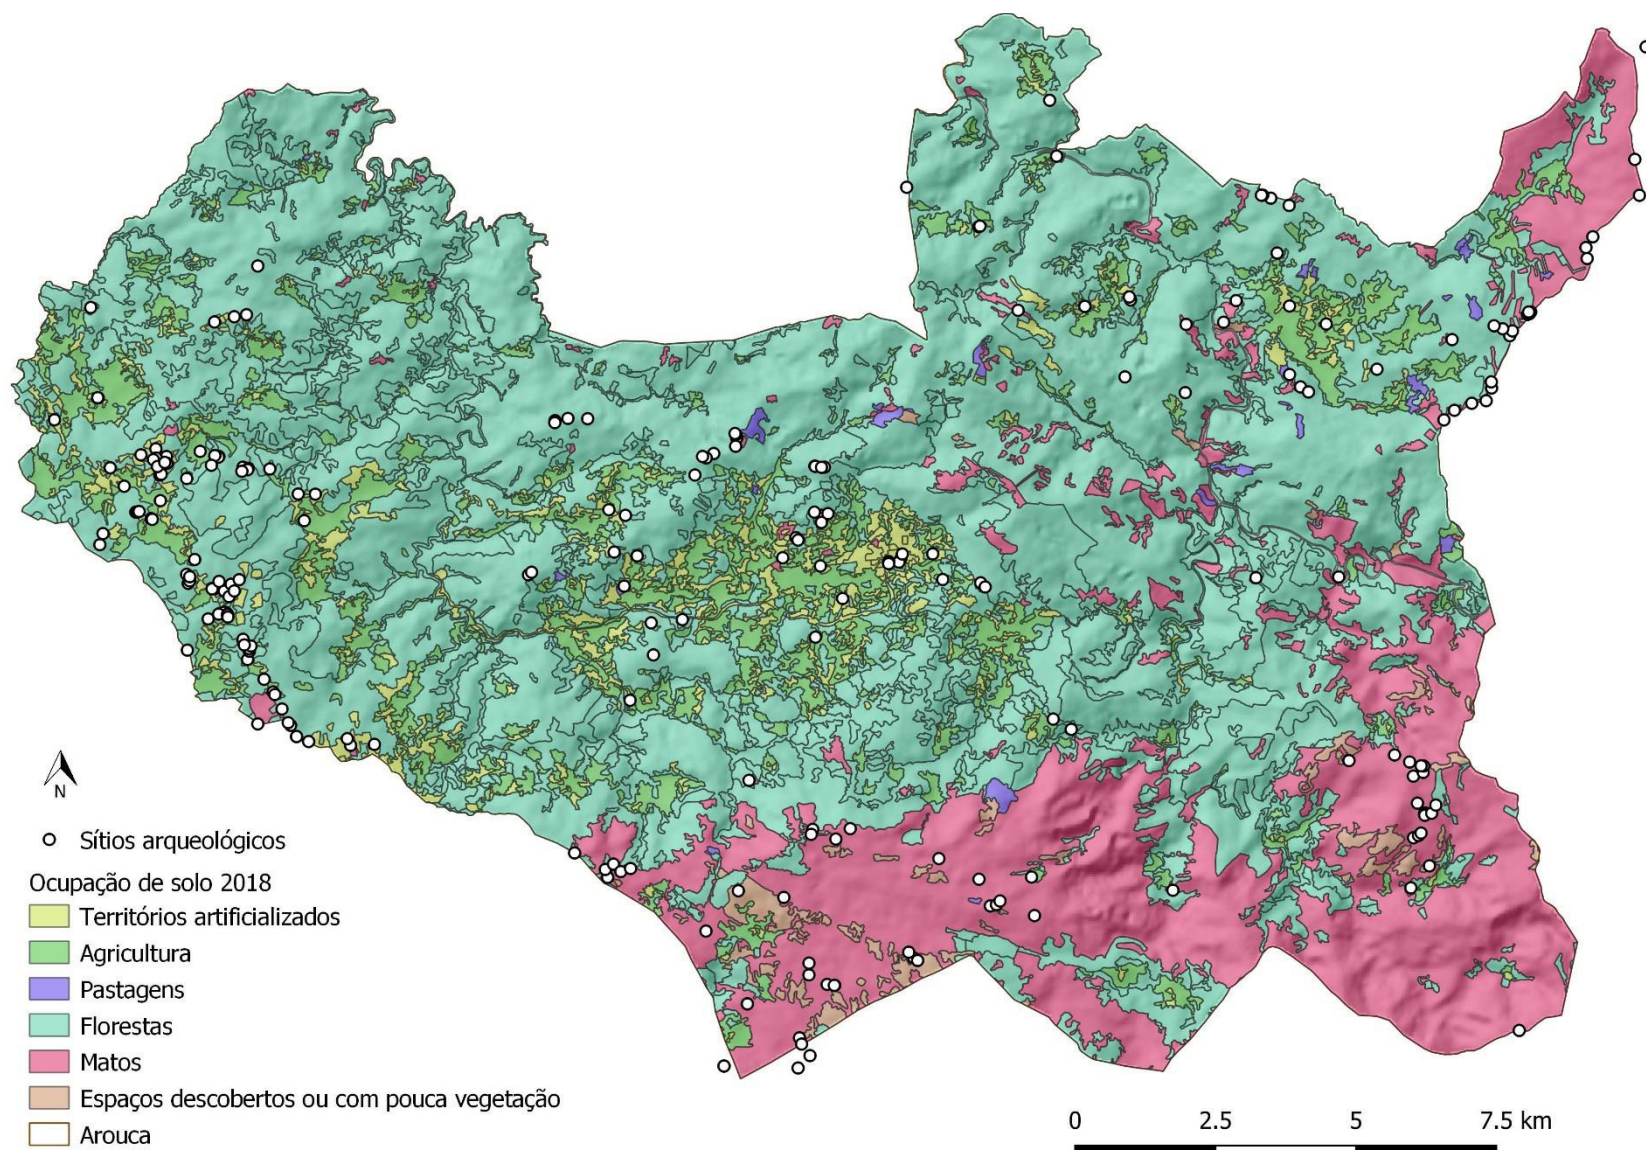 N
Sítios arqueológicos
Ocupação de solo 2018
Territórios artificializados
Agricultura
Pastagens
Florestas
Matos
Espaços descobertos ou com pouca vegetação
Arouca
0 2.5 5 7.5 km